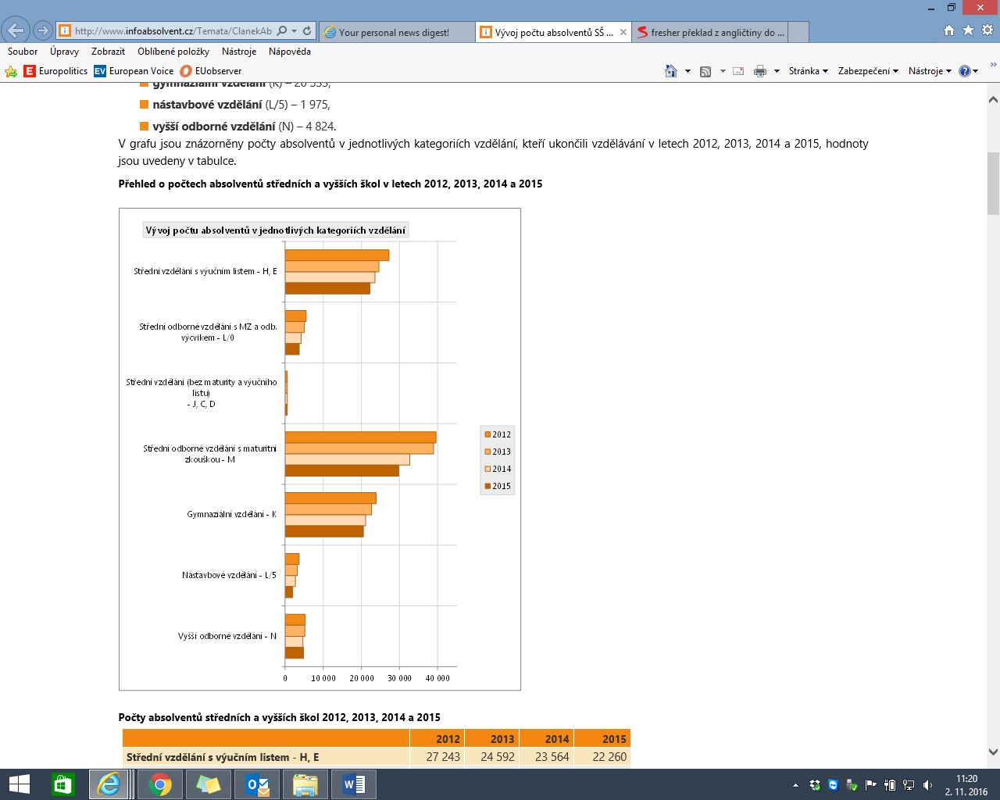 http://www.infoabsolvent.cz/Temata/ClanekAb
Your personal news digest!
Vývoj počtu absolventů SŠ ...
fresher překlad z angličtiny do ...
Soubor Úpravy Zobrazit Oblíbené položky Nástroje Nápověda
Europolitics European Voice EUobserver
Stránka Zabezpečení Nástroje
gymnaziální vzdělání (K) – 20 533,
nástavbové vzdělání (L/5) – 1 975,
vyšší odborné vzdělání (N) – 4 824.
V grafu jsou znázorněny počty absolventů v jednotlivých kategoriích vzdělání, kteří ukončili vzdělávání v letech 2012, 2013, 2014 a 2015, hodnoty
jsou uvedeny v tabulce.
Přehled o počtech absolventů středních a vyšších škol v letech 2012, 2013, 2014 a 2015
Vývoj počtu absolventů v jednotlivých kategoriích vzdělání
Střední vzdělání s výučním listem - H, E
Střední odborné vzdělání s MZ a odb.
výcvikem - L/0
Střední vzdělání (bez maturity a výučního
listu)
- J, C, D
Střední odborné vzdělání s maturitní
zkouškou - M
Gymnaziální vzdělání - K
Nástavbové vzdělání - L/5
Vyšší odborné vzdělání - N
2012
2013
2014
2015
0 10 000 20 000 30 000 40 000
Počty absolventů středních a vyšších škol 2012, 2013, 2014 a 2015
2012 2013 2014 2015
Střední vzdělání s výučním listem - H, E 27 243 24 592 23 564 22 260
11:20
2. 11. 2016